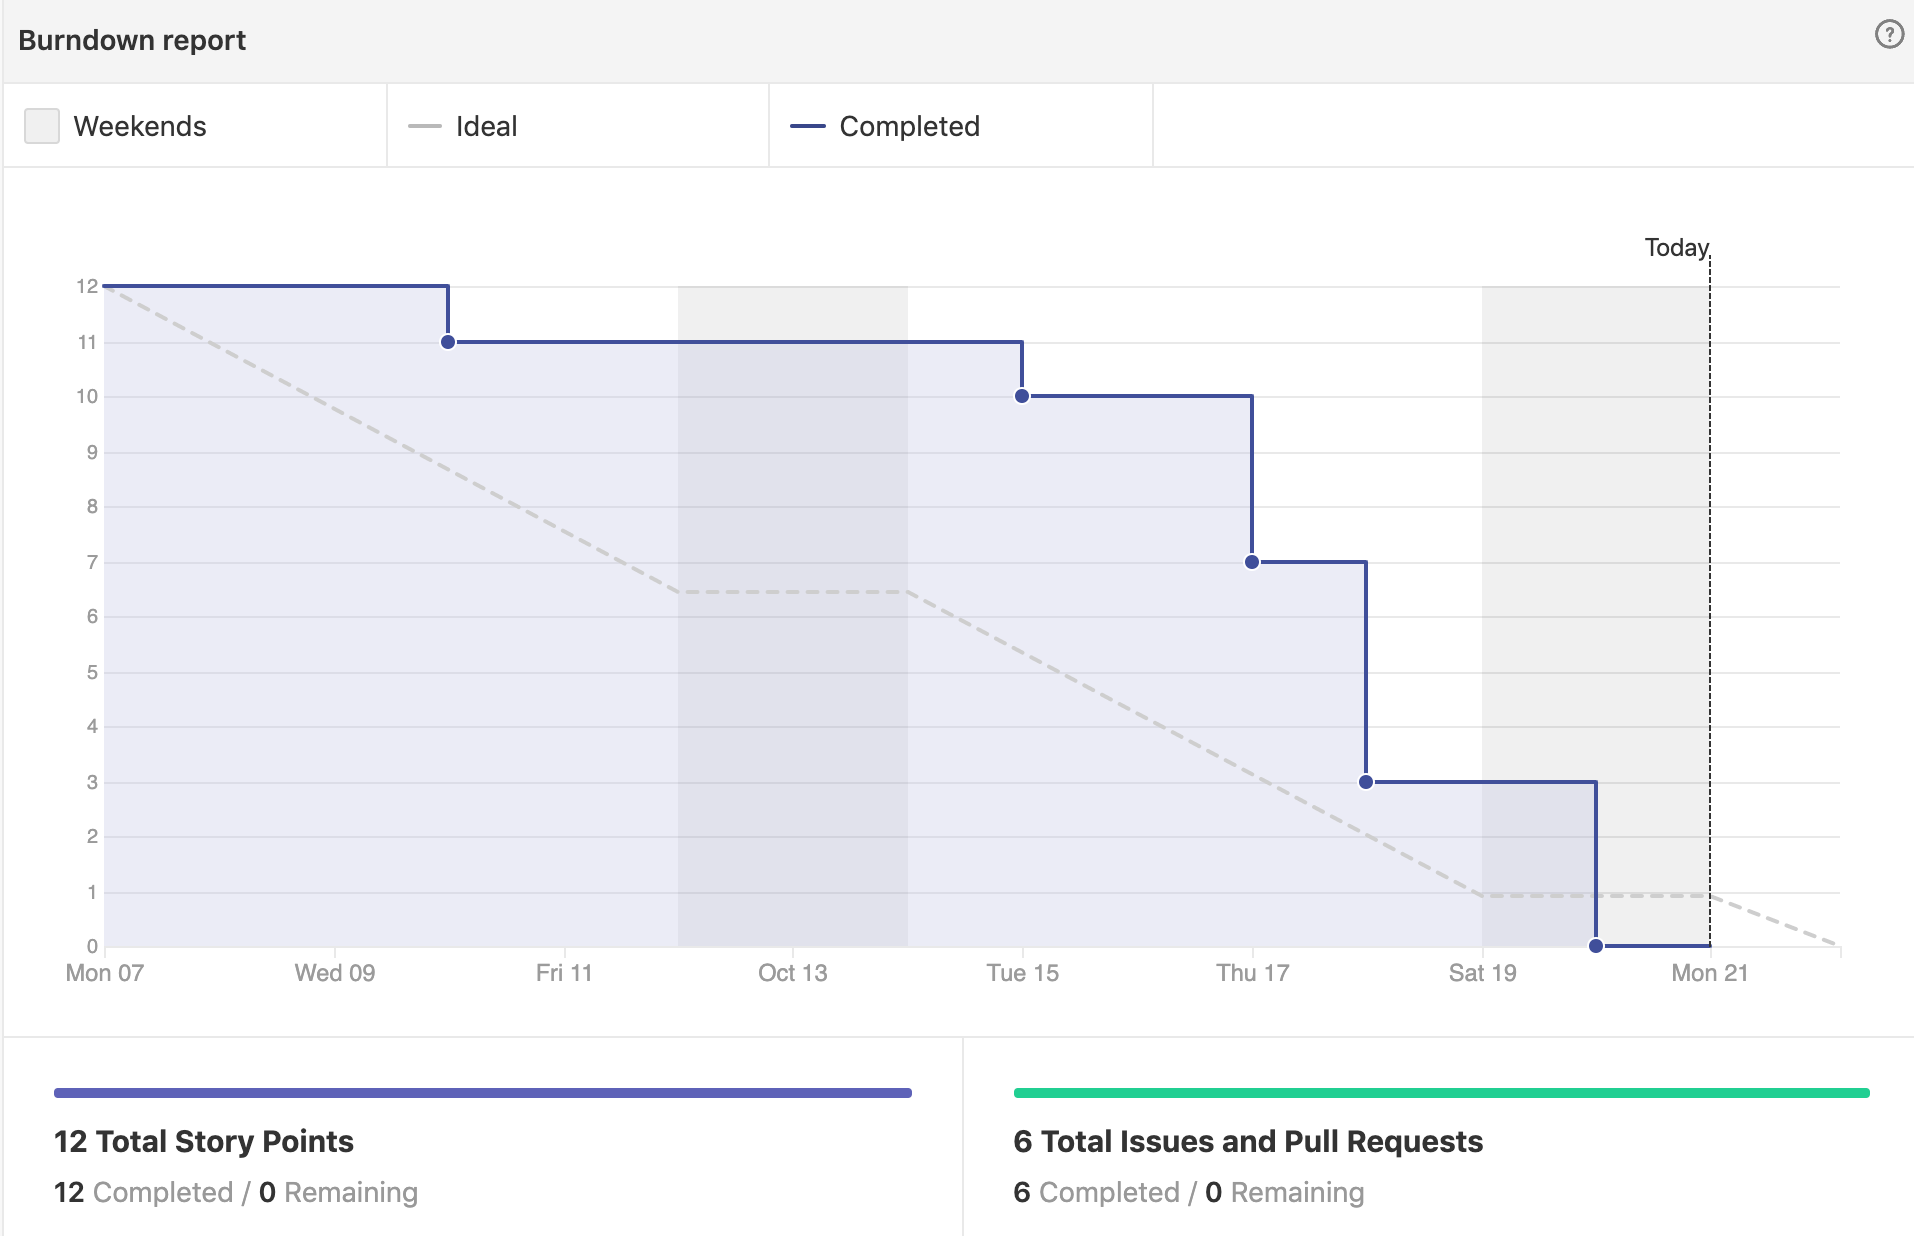 Burndown report
?
Weekends
Ideal
Completed
Today
12
11
10
9
8
7
6
5
4
3
2
1
0
Mon 07 Wed 09 Fri 11 Oct 13 Tue 15 Thu 17 Sat 19 Mon 21
12 Total Story Points
12 Completed / 0 Remaining
6 Total Issues and Pull Requests
6 Completed / 0 Remaining